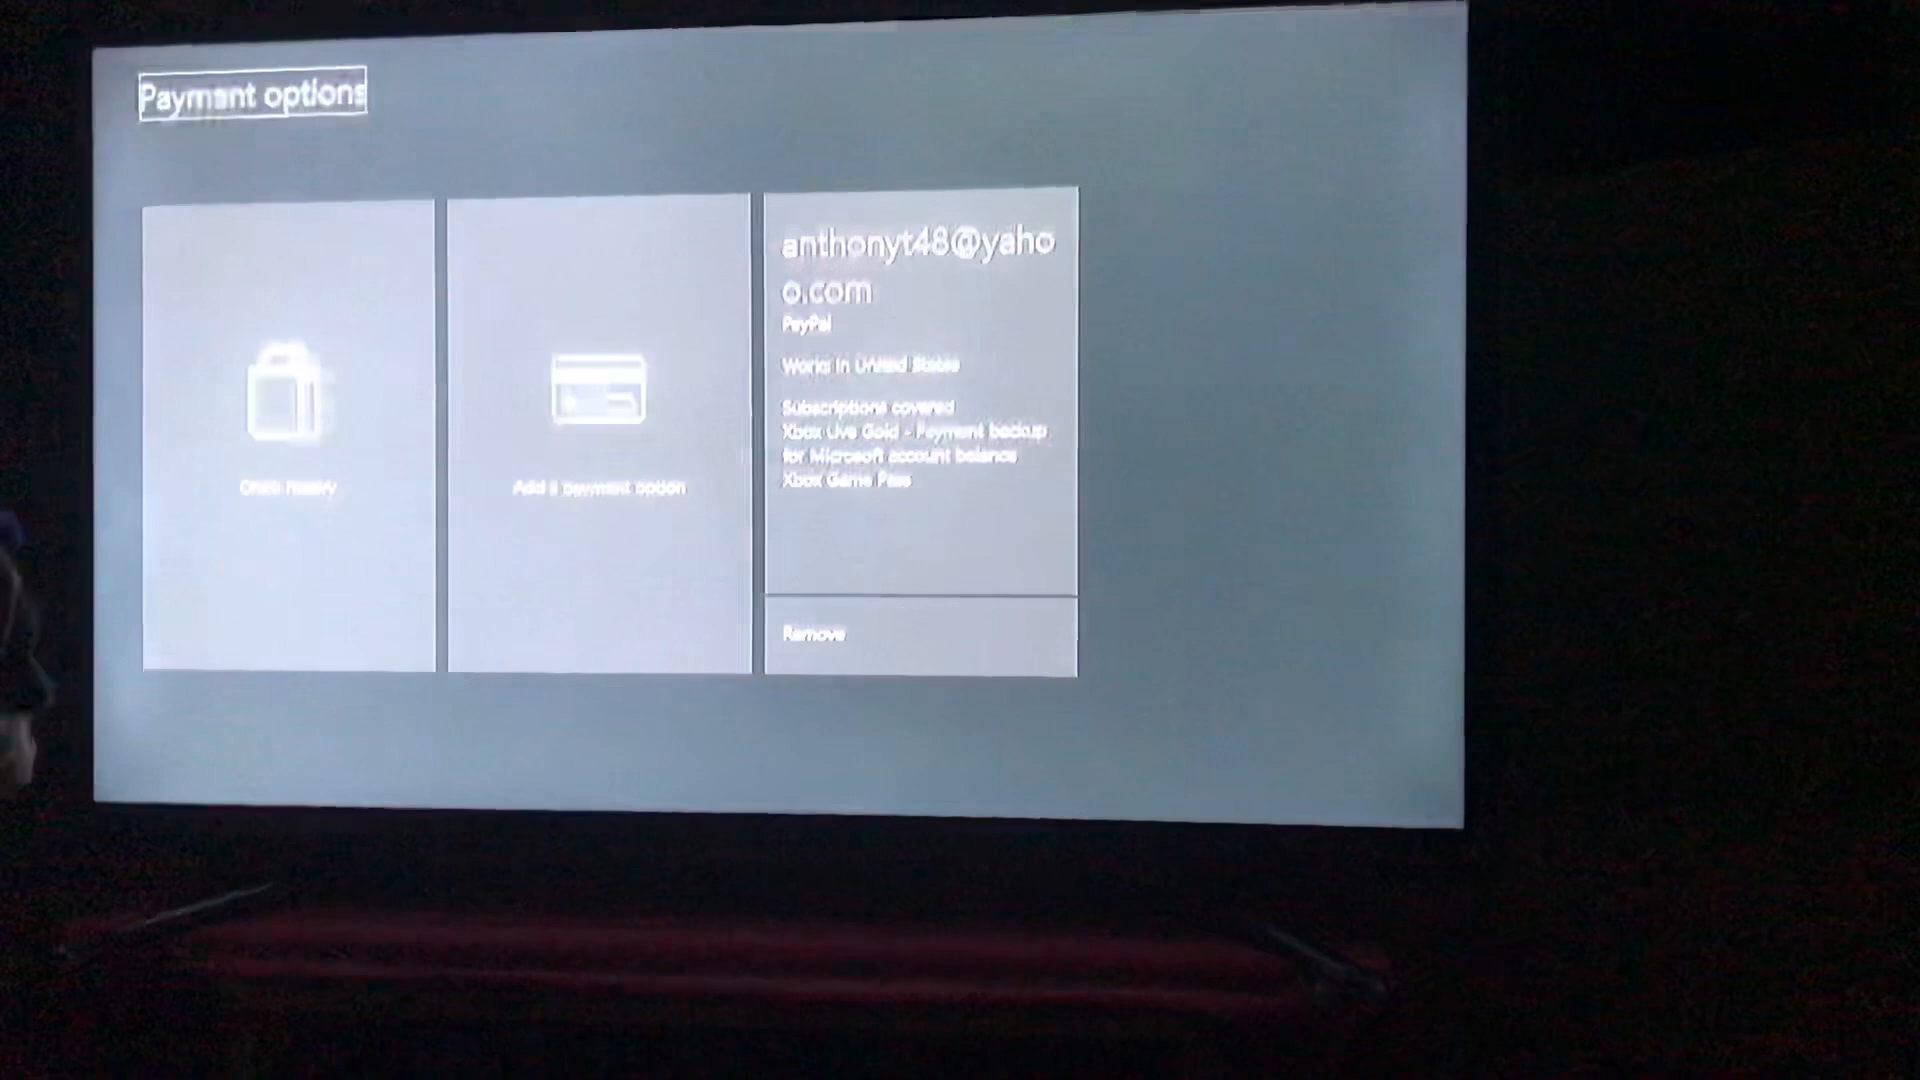 Payment options
Order history
Add a payment option
anthonyt48@yaho
o.com
PayPal
Works in United States
Subscriptions covered
Xbox Live Gold - Payment backup
for Microsoft account balance
Xbox Game Pass
Remove